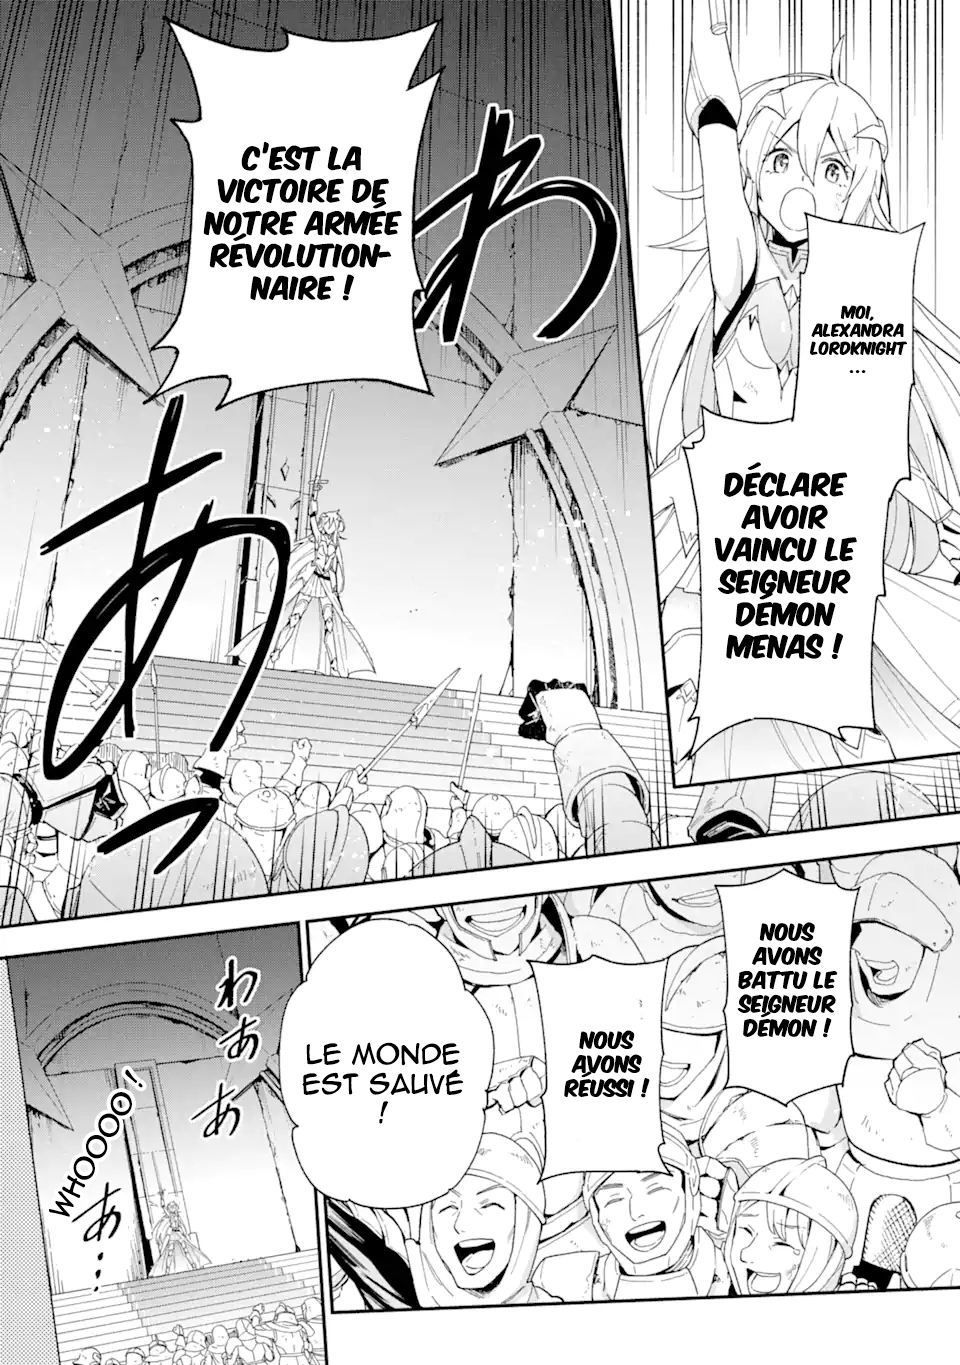 MOI,
ALEXANDRA
LORDKNIGHT
...
DÉCLARE
AVOIR
VAINCU LE
SEIGNEUR
DÉMON
MENAS !
C'EST LA
VICTOIRE DE
NOTRE ARMÉE
RÉVOLUTION-
NAIRE !
わ
あ
っ
NOUS
AVONS
BATTU LE
SEIGNEUR
DÉMON !
NOUS
AVONS
RÉUSSI !
LE MONDE
EST SAUVÉ
!
わ
あ
あ
あ
...
WHOOOO !